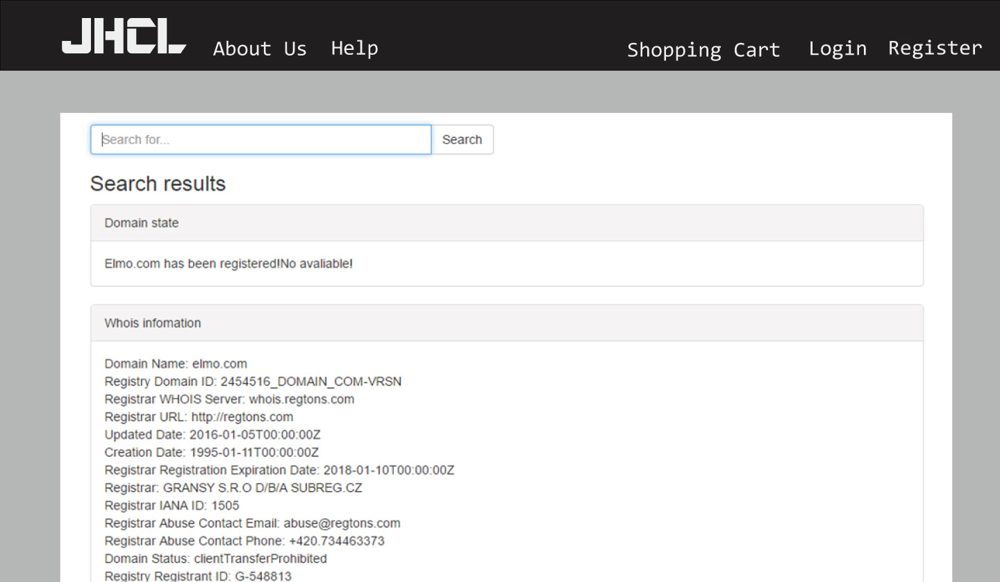 JHCL About Us Help Shopping Cart Login Register
Search for... Search
Search results
Domain state
Elmo.com has been registered!No avaliable!
Whois infomation
Domain Name: elmo.com
Registry Domain ID: 2454516_DOMAIN_COM-VRSN
Registrar WHOIS Server: whois.regtons.com
Registrar URL: http://regtons.com
Updated Date: 2016-01-05T00:00:00Z
Creation Date: 1995-01-11T00:00:00Z
Registrar Registration Expiration Date: 2018-01-10T00:00:00Z
Registrar: GRANSY S.R.O D/B/A SUBREG.CZ
Registrar IANA ID: 1505
Registrar Abuse Contact Email: abuse@regtons.com
Registrar Abuse Contact Phone: +420.734463373
Domain Status: clientTransferProhibited
Registry Registrant ID: G-548813